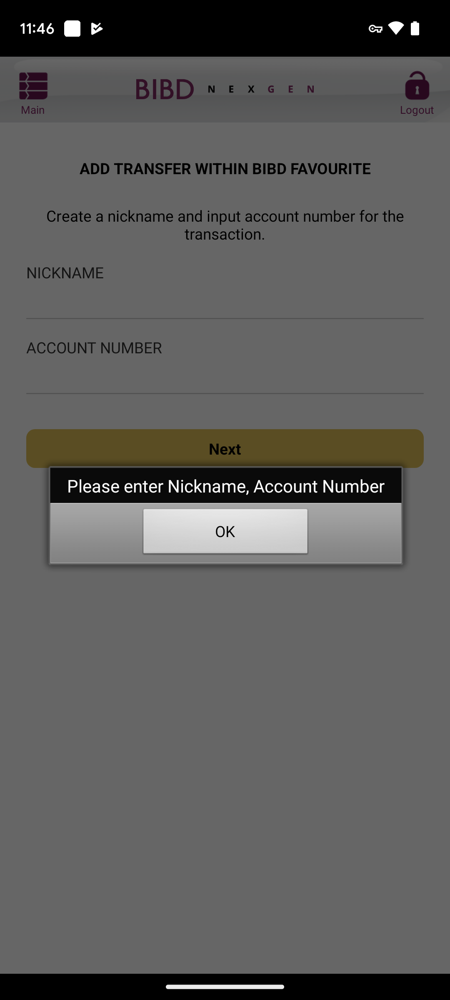 11:46
Main
BIBD NEXGEN
Logout
ADD TRANSFER WITHIN BIBD FAVOURITE
Create a nickname and input account number for the
transaction.
NICKNAME
ACCOUNT NUMBER
Next
Please enter Nickname, Account Number
OK